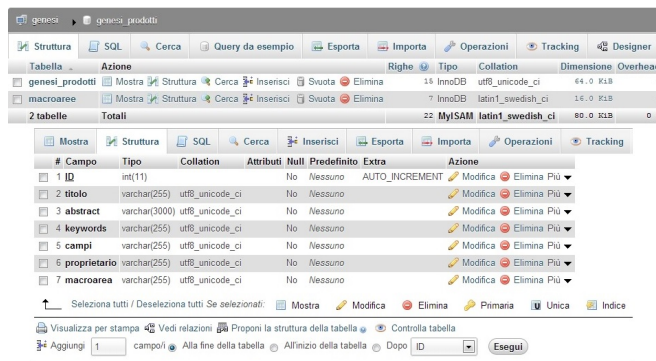 genesi ▸ genesi_prodotti
Struttura SQL Cerca Query da esempio Esporta Importa Operazioni Tracking Designer
Tabella Azione Righe Tipo Collation Dimensione Overhea
genesi_prodotti Mostra Struttura Cerca Inserisci Svuota Elimina 15 InnoDB utf8_unicode_ci 64.0 KiB
macroaree Mostra Struttura Cerca Inserisci Svuota Elimina 7 InnoDB latin1_swedish_ci 16.0 KiB
2 tabelle Totali 22 MyISAM latin1_swedish_ci 80.0 KiB 0
Mostra Struttura SQL Cerca Inserisci Esporta Importa Operazioni Tracking
# Campo Tipo Collation Attributi Null Predefinito Extra Azione
1 ID int(11) No Nessuno AUTO_INCREMENT Modifica Elimina Più
2 titolo varchar(255) utf8_unicode_ci No Nessuno Modifica Elimina Più
3 abstract varchar(3000) utf8_unicode_ci No Nessuno Modifica Elimina Più
4 keywords varchar(255) utf8_unicode_ci No Nessuno Modifica Elimina Più
5 campi varchar(255) utf8_unicode_ci No Nessuno Modifica Elimina Più
6 proprietario varchar(255) utf8_unicode_ci No Nessuno Modifica Elimina Più
7 macroarea varchar(255) utf8_unicode_ci No Nessuno Modifica Elimina Più
Seleziona tutti / Deseleziona tutti Se selezionati: Mostra Modifica Elimina Primaria Unica Indice
Visualizza per stampa Vedi relazioni Proponi la struttura della tabella Controlla tabella
Aggiungi 1 campo/i Alla fine della tabella All'inizio della tabella Dopo ID Esegui